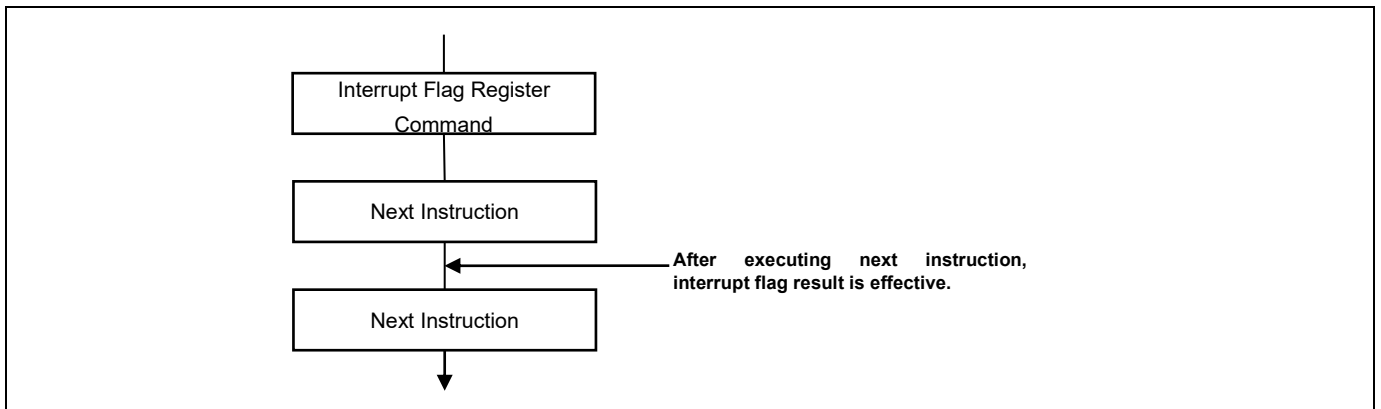 Interrupt Flag Register
Command
Next Instruction
After executing next instruction,
interrupt flag result is effective.
Next Instruction